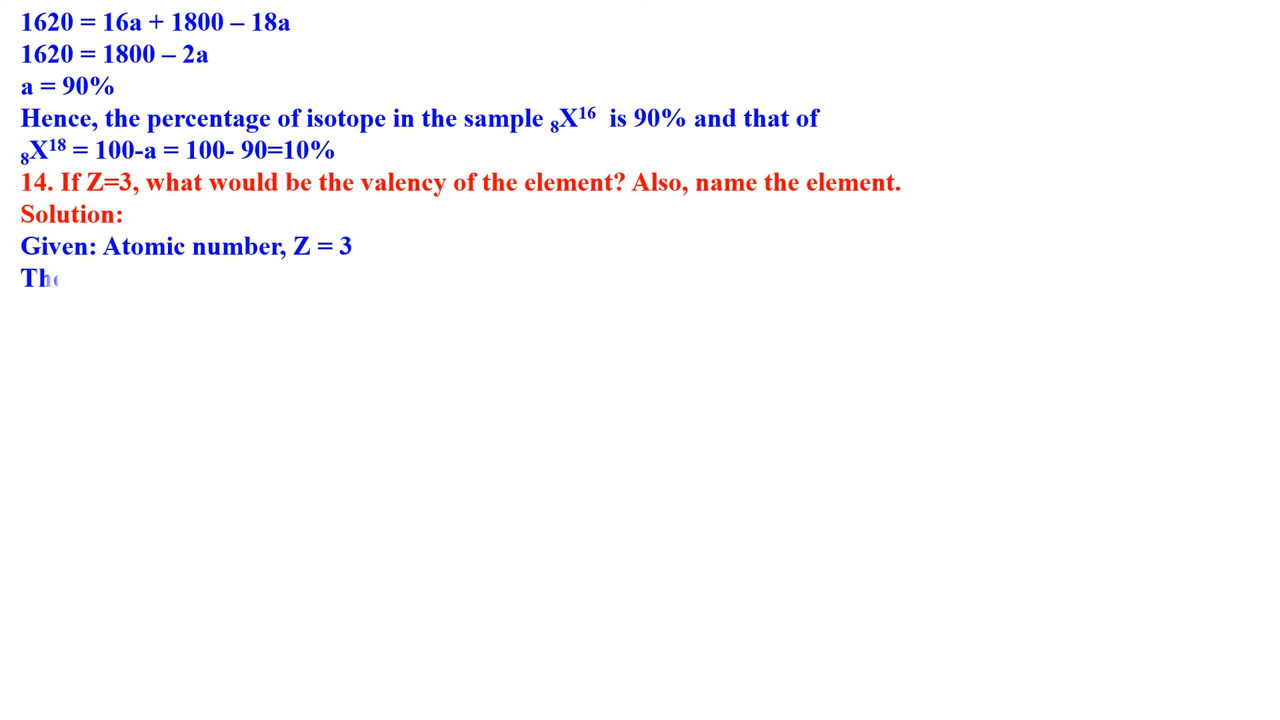 1620 = 16a + 1800 – 18a
1620 = 1800 – 2a
a = 90%
Hence, the percentage of isotope in the sample ₈X¹⁶ is 90% and that of
₈X¹⁸ = 100-a = 100- 90=10%
14. If Z=3, what would be the valency of the element? Also, name the element.
Solution:
Given: Atomic number, Z = 3
The